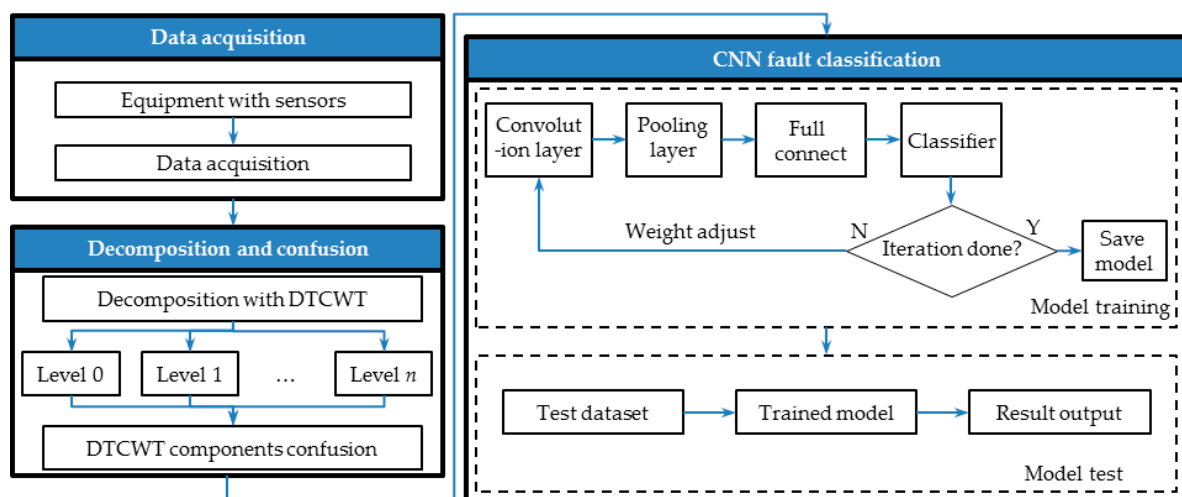 Data acquisition
Equipment with sensors
Data acquisition
Decomposition and confusion
Decomposition with DTCWT
Level 0
Level 1
...
Level n
DTCWT components confusion
CNN fault classification
Convolut
-ion layer
Pooling
layer
Full
connect
Classifier
Weight adjust
N
Iteration done?
Y
Save
model
Model training
Test dataset
Trained model
Result output
Model test